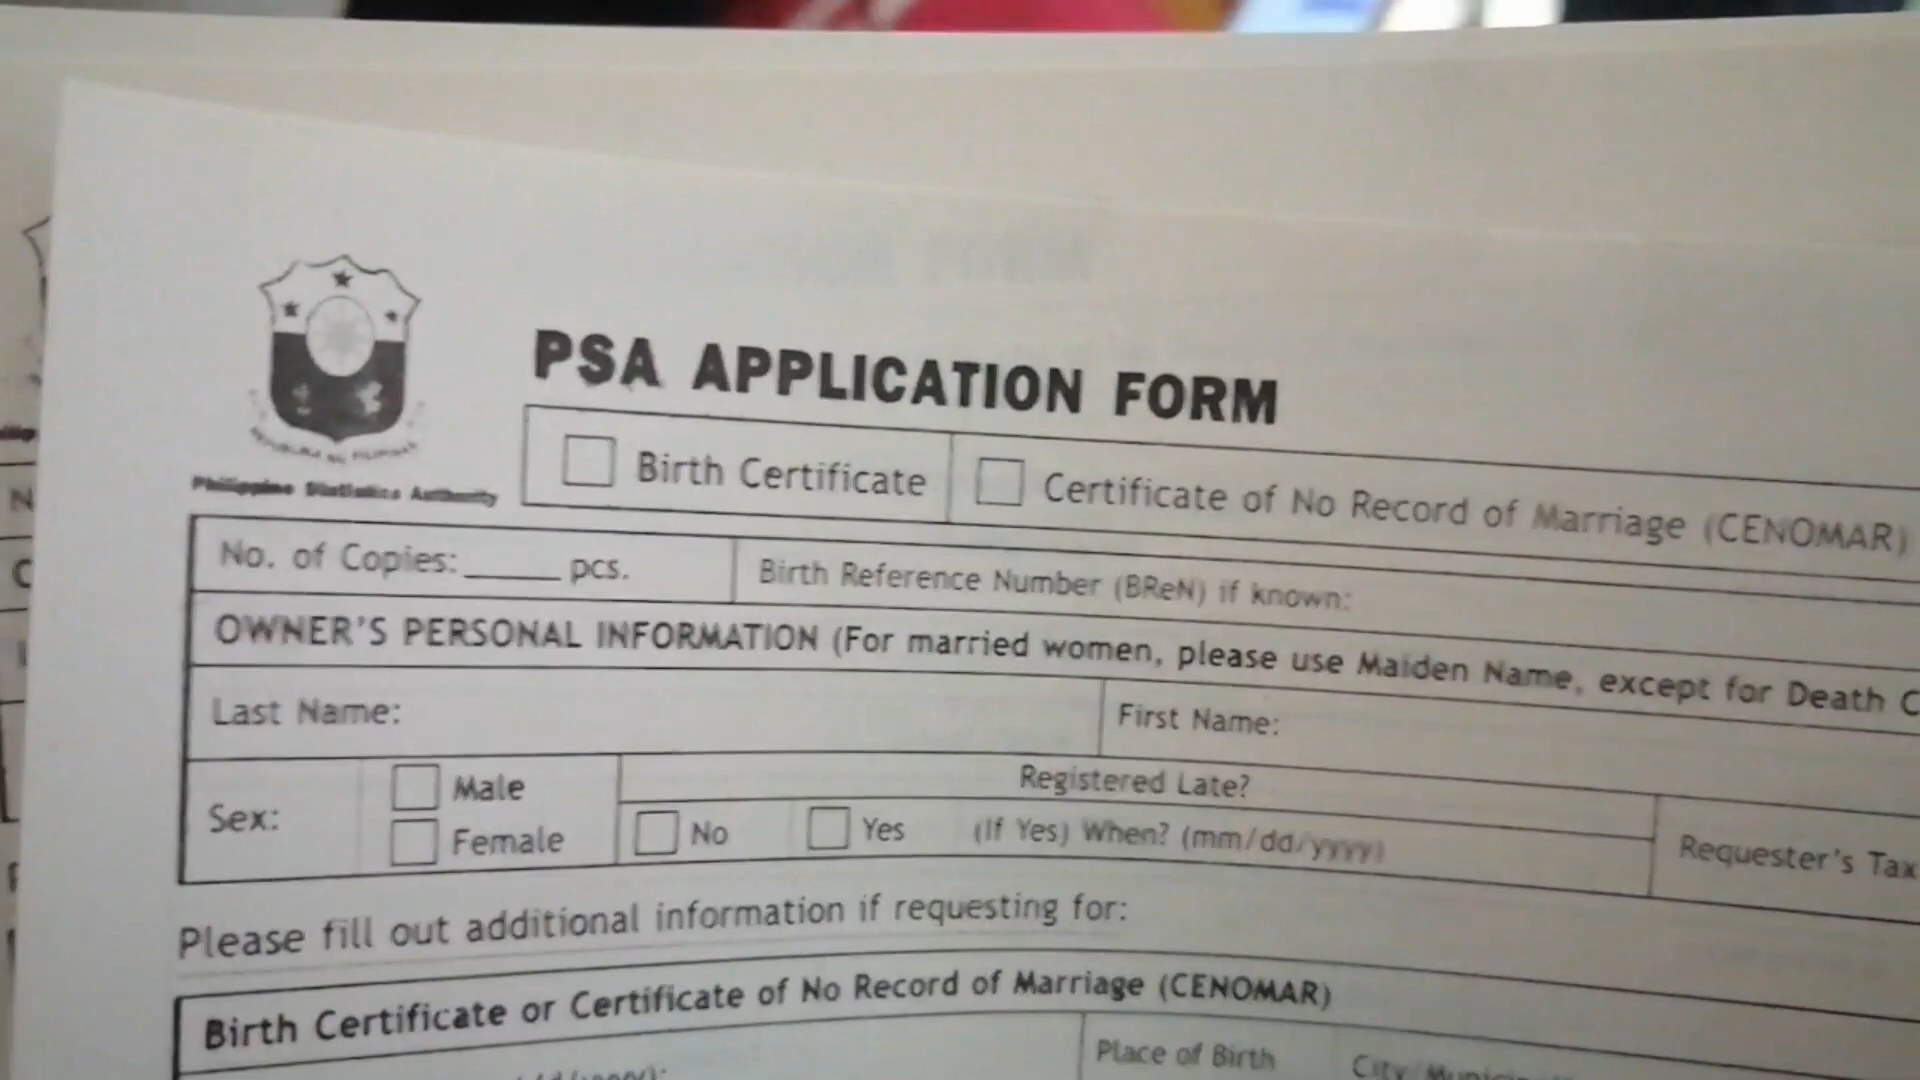 PSA APPLICATION FORM
Birth Certificate
Certificate of No Record of Marriage (CENOMAR)
REPUBLIKA NG PILIPINAS
Philippine Statistics Authority
No. of Copies:_____ pcs.
Birth Reference Number (BReN) if known:
OWNER'S PERSONAL INFORMATION (For married women, please use Maiden Name, except for Death C
Last Name:
First Name:
Sex:
Male
Female
Registered Late?
No
Yes
(If Yes) When? (mm/dd/yyyy)
Requester's Tax
Please fill out additional information if requesting for:
Birth Certificate or Certificate of No Record of Marriage (CENOMAR)
Place of Birth